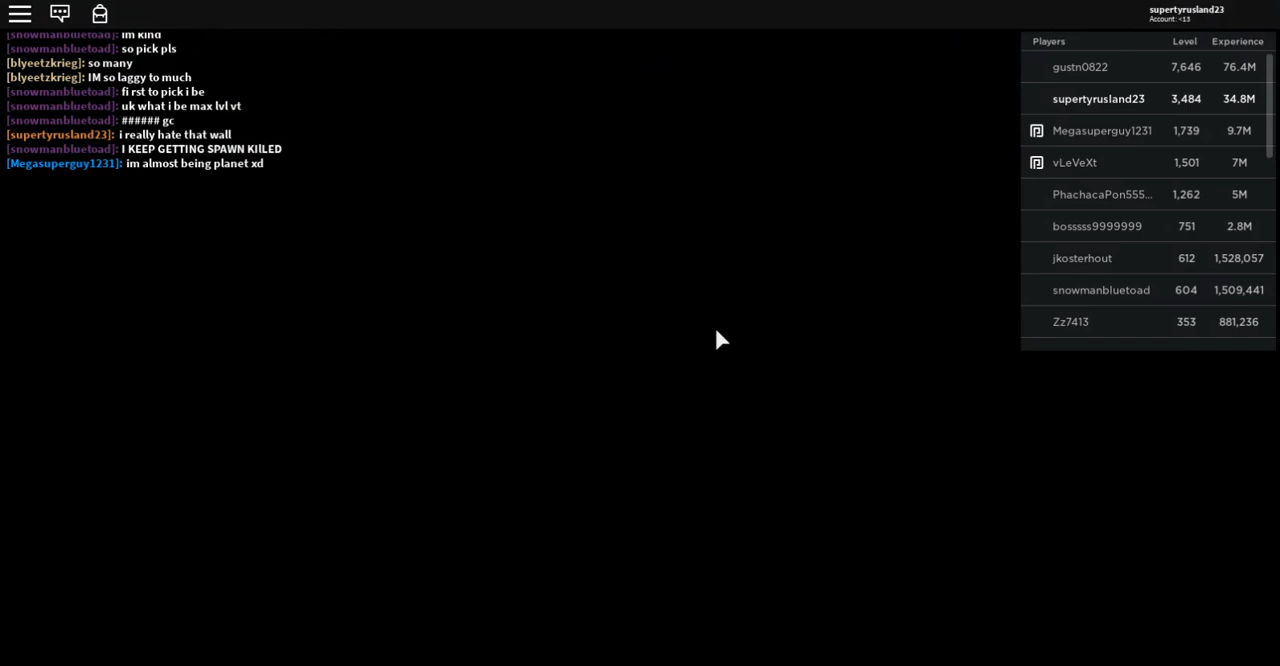 supertyrusland23
Account: <13
[snowmanbluetoad]: im kind
[snowmanbluetoad]: so pick pls
[blyeetzkrieg]: so many
[blyeetzkrieg]: IM so laggy to much
[snowmanbluetoad]: fi rst to pick i be
[snowmanbluetoad]: uk what i be max lvl vt
[snowmanbluetoad]: ###### gc
[supertyrusland23]: i really hate that wall
[snowmanbluetoad]: I KEEP GETTING SPAWN KIILED
[Megasuperguy1231]: im almost being planet xd
Players Level Experience
gustn0822 7,646 76.4M
supertyrusland23 3,484 34.8M
Megasuperguy1231 1,739 9.7M
vLeVeXt 1,501 7M
PhachacaPon555... 1,262 5M
bosssss9999999 751 2.8M
jkosterhout 612 1,528,057
snowmanbluetoad 604 1,509,441
Zz7413 353 881,236